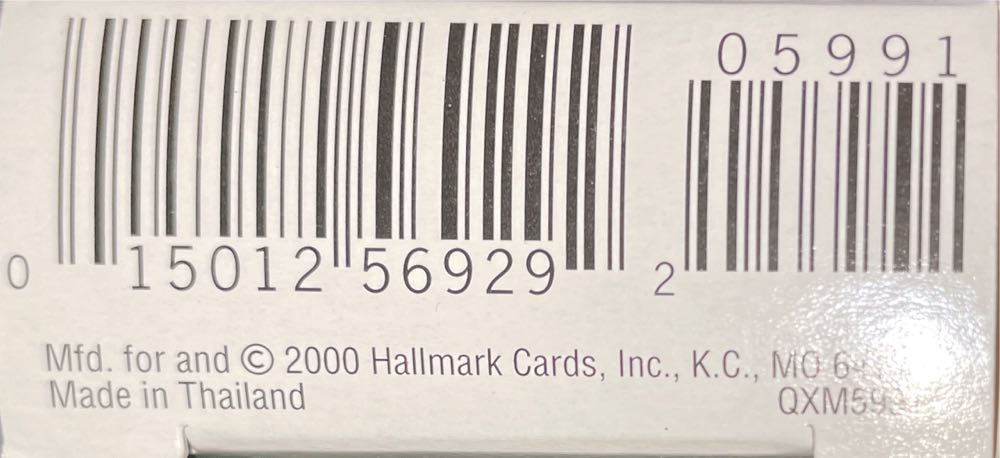 05991
0 15012 56929 2
Mfd. for and © 2000 Hallmark Cards, Inc., K.C., MO
Made in Thailand